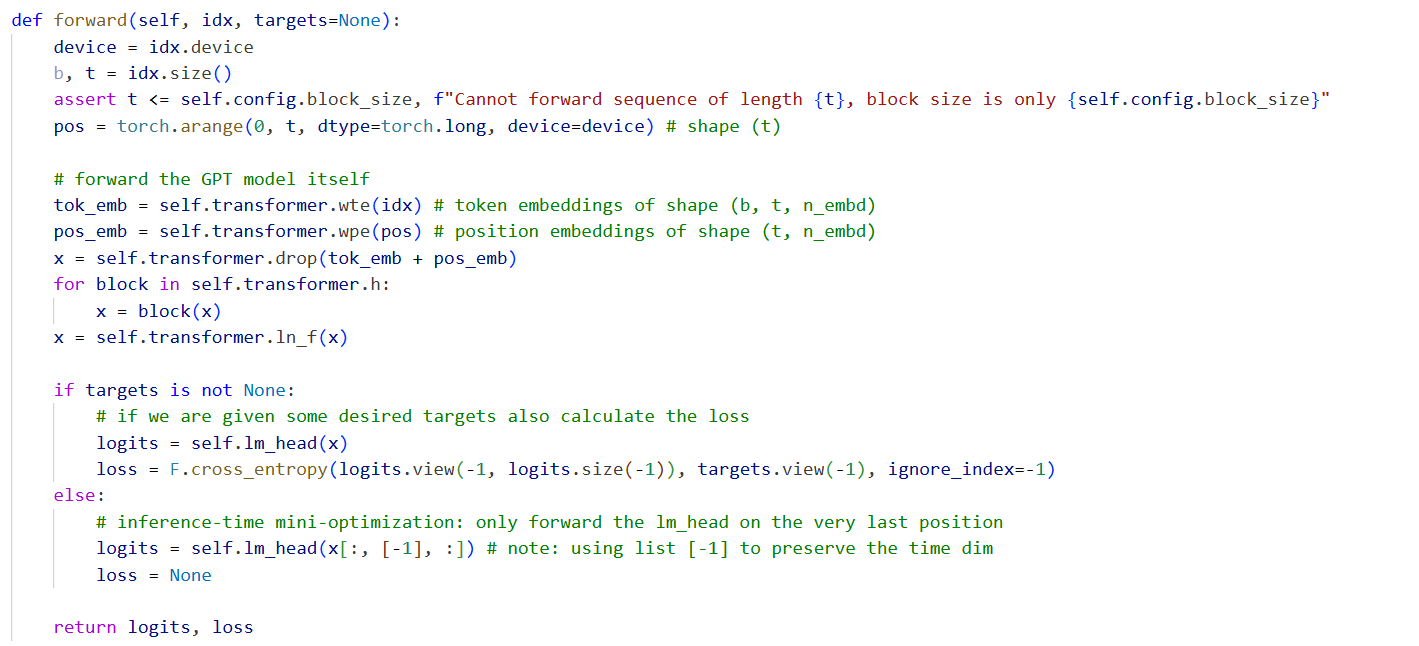 def forward(self, idx, targets=None):
    device = idx.device
    b, t = idx.size()
    assert t <= self.config.block_size, f"Cannot forward sequence of length {t}, block size is only {self.config.block_size}"
    pos = torch.arange(0, t, dtype=torch.long, device=device) # shape (t)

    # forward the GPT model itself
    tok_emb = self.transformer.wte(idx) # token embeddings of shape (b, t, n_embd)
    pos_emb = self.transformer.wpe(pos) # position embeddings of shape (t, n_embd)
    x = self.transformer.drop(tok_emb + pos_emb)
    for block in self.transformer.h:
        x = block(x)
    x = self.transformer.ln_f(x)

    if targets is not None:
        # if we are given some desired targets also calculate the loss
        logits = self.lm_head(x)
        loss = F.cross_entropy(logits.view(-1, logits.size(-1)), targets.view(-1), ignore_index=-1)
    else:
        # inference-time mini-optimization: only forward the lm_head on the very last position
        logits = self.lm_head(x[:, [-1], :]) # note: using list [-1] to preserve the time dim
        loss = None

    return logits, loss